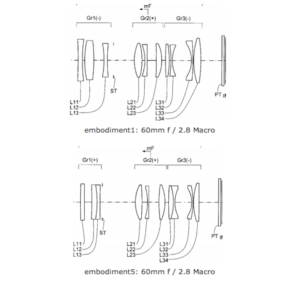 mF
Gr1(-) Gr2(+) Gr3(-)
ST
L11
L12
L13
L21
L22
L23
L31
L32
L33
L34
PT if
embodiment1: 60mm f / 2.8 Macro
mF
Gr1(+) Gr2(+) Gr3(-)
ST
L11
L12
L13
L21
L22
L23
L31
L32
L33
L34
PT if
embodiment5: 60mm f / 2.8 Macro